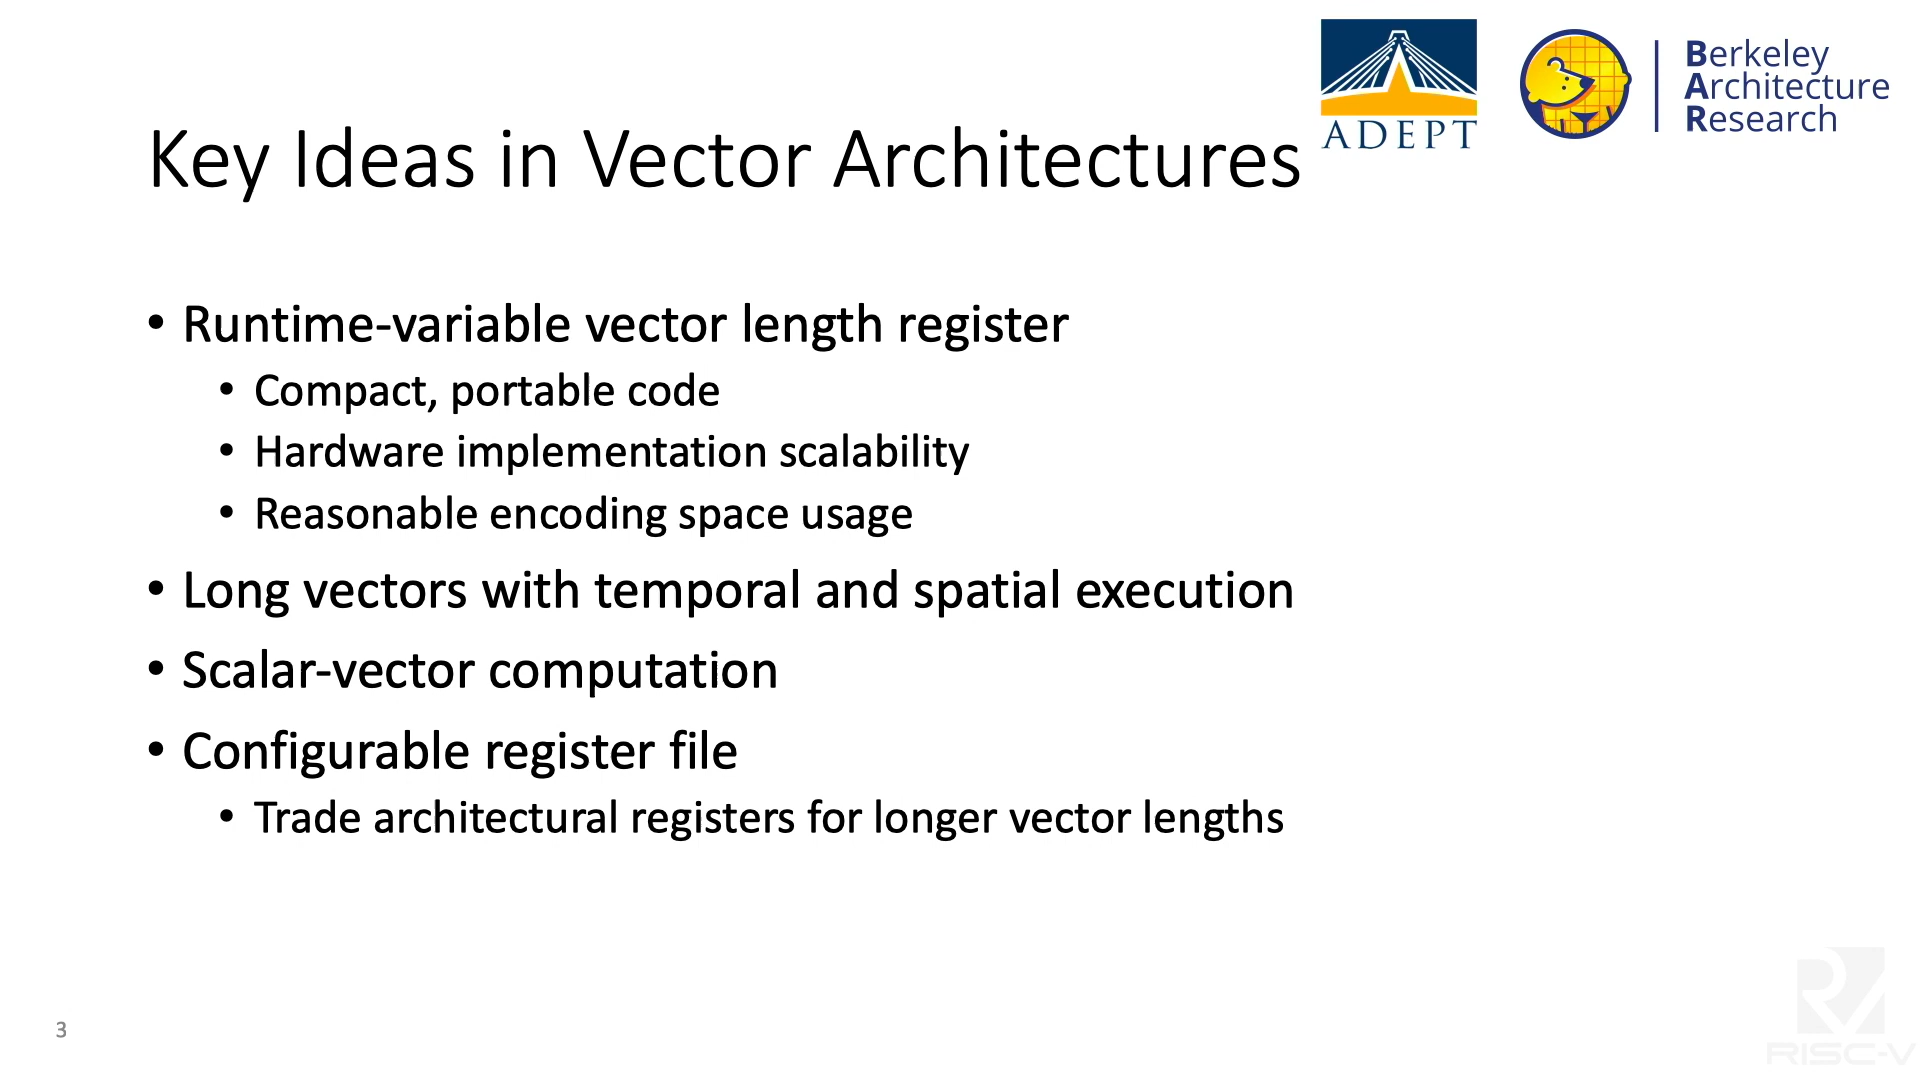 ADEPT
Berkeley
Architecture
Research
Key Ideas in Vector Architectures
• Runtime-variable vector length register
• Compact, portable code
• Hardware implementation scalability
• Reasonable encoding space usage
• Long vectors with temporal and spatial execution
• Scalar-vector computation
• Configurable register file
• Trade architectural registers for longer vector lengths
3
RISC-V